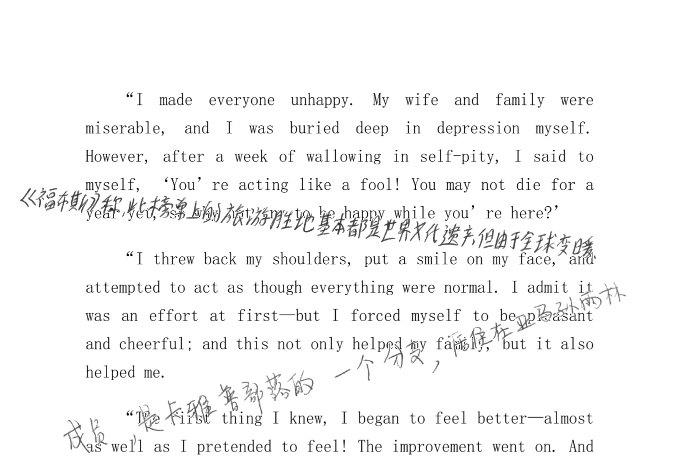 “I made everyone unhappy. My wife and family were
miserable, and I was buried deep in depression myself.
However, after a week of wallowing in self-pity, I said to
myself, ‘You’re acting like a fool! You may not die for a
year yet, so why not try to be happy while you’re here?’
《福布斯》称,此榜单上的旅游胜地基本都是世界文化遗产,但由于全球变暖
“I threw back my shoulders, put a smile on my face, and
attempted to act as though everything were normal. I admit it
was an effort at first—but I forced myself to be pleasant
and cheerful; and this not only helped my family, but it also
helped me.
成员,是卡雅普部落的一个分支,居住在亚马孙雨林
“The first thing I knew, I began to feel better—almost
as well as I pretended to feel! The improvement went on. And